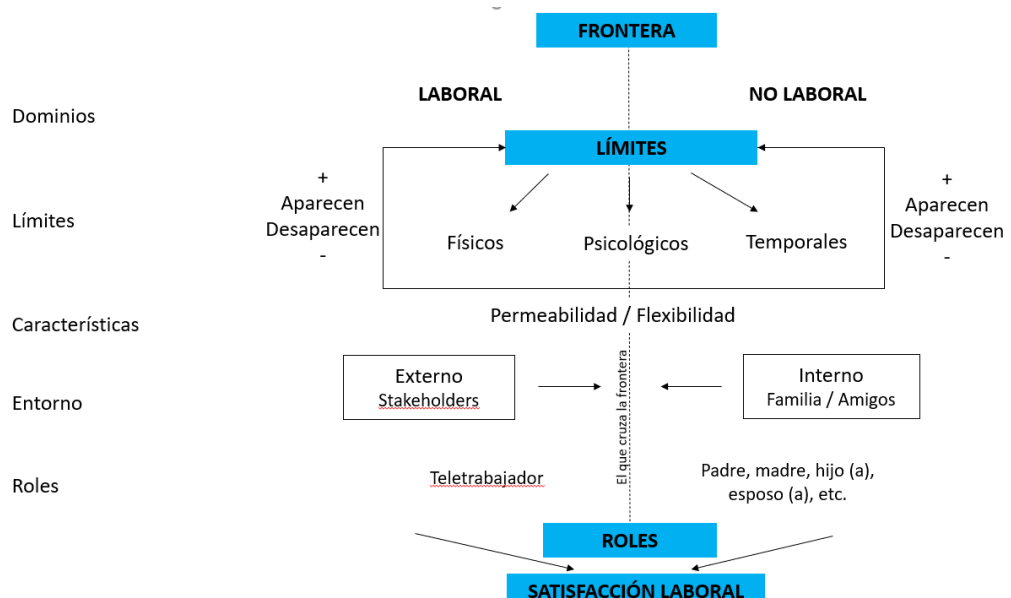 FRONTERA
LABORAL
NO LABORAL
Dominios
LÍMITES
+
Aparecen
Desaparecen
-
+
Aparecen
Desaparecen
-
Límites
Físicos
Psicológicos
Temporales
Características
Permeabilidad / Flexibilidad
Entorno
Externo
Stakeholders
El que cruza la frontera
Interno
Familia / Amigos
Roles
Teletrabajador
Padre, madre, hijo (a),
esposo (a), etc.
ROLES
SATISFACCIÓN LABORAL